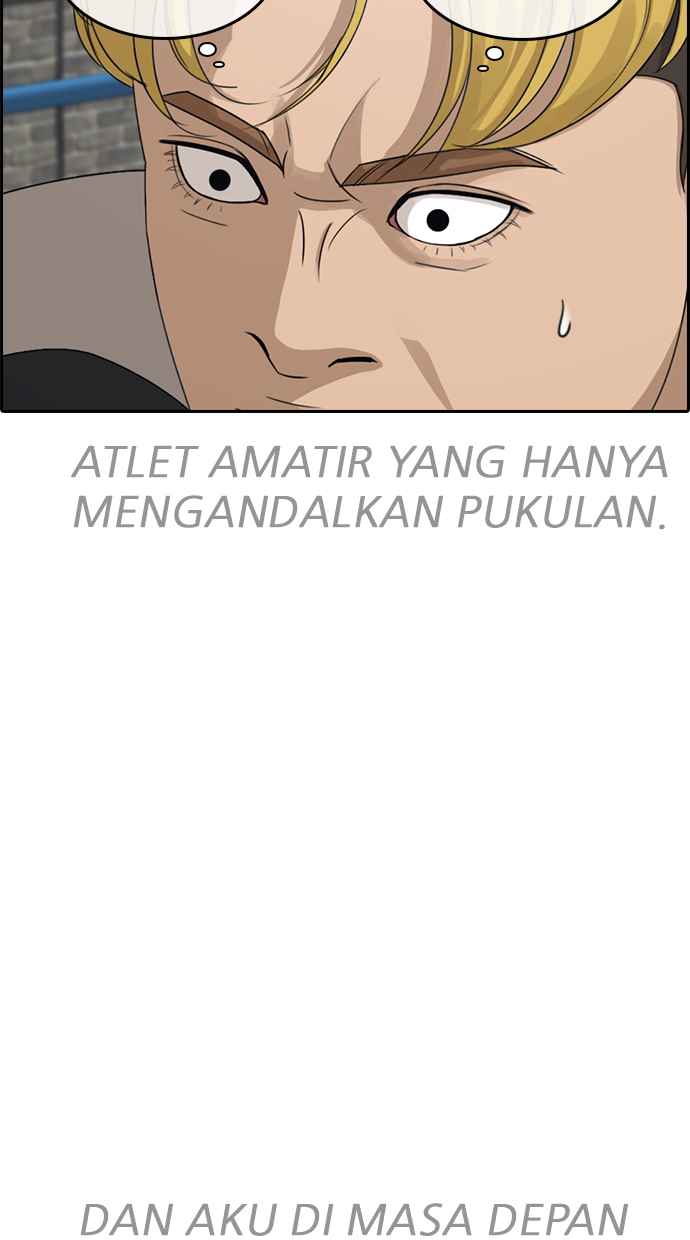 ATLET AMATIR YANG HANYA
MENGANDALKAN PUKULAN.
DAN AKU DI MASA DEPAN